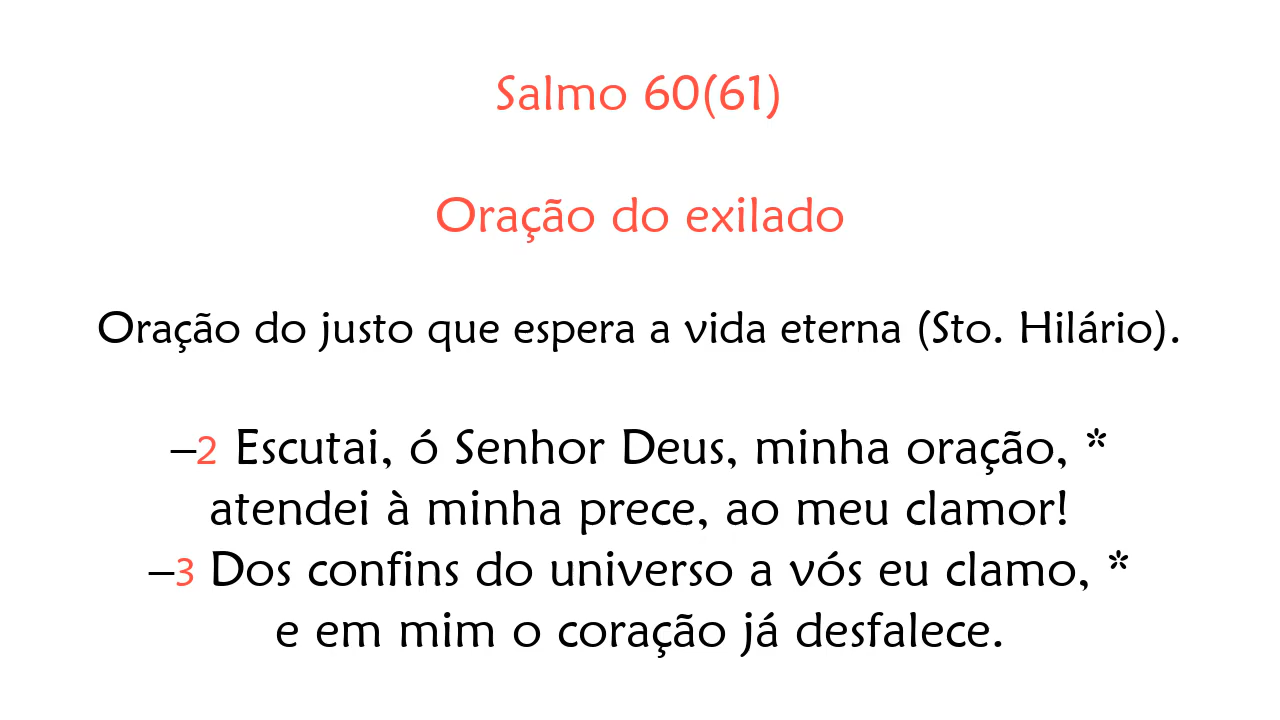 Salmo 60(61)
Oração do exilado
Oração do justo que espera a vida eterna (Sto. Hilário).
–2 Escutai, ó Senhor Deus, minha oração, *
atendei à minha prece, ao meu clamor!
–3 Dos confins do universo a vós eu clamo, *
e em mim o coração já desfalece.